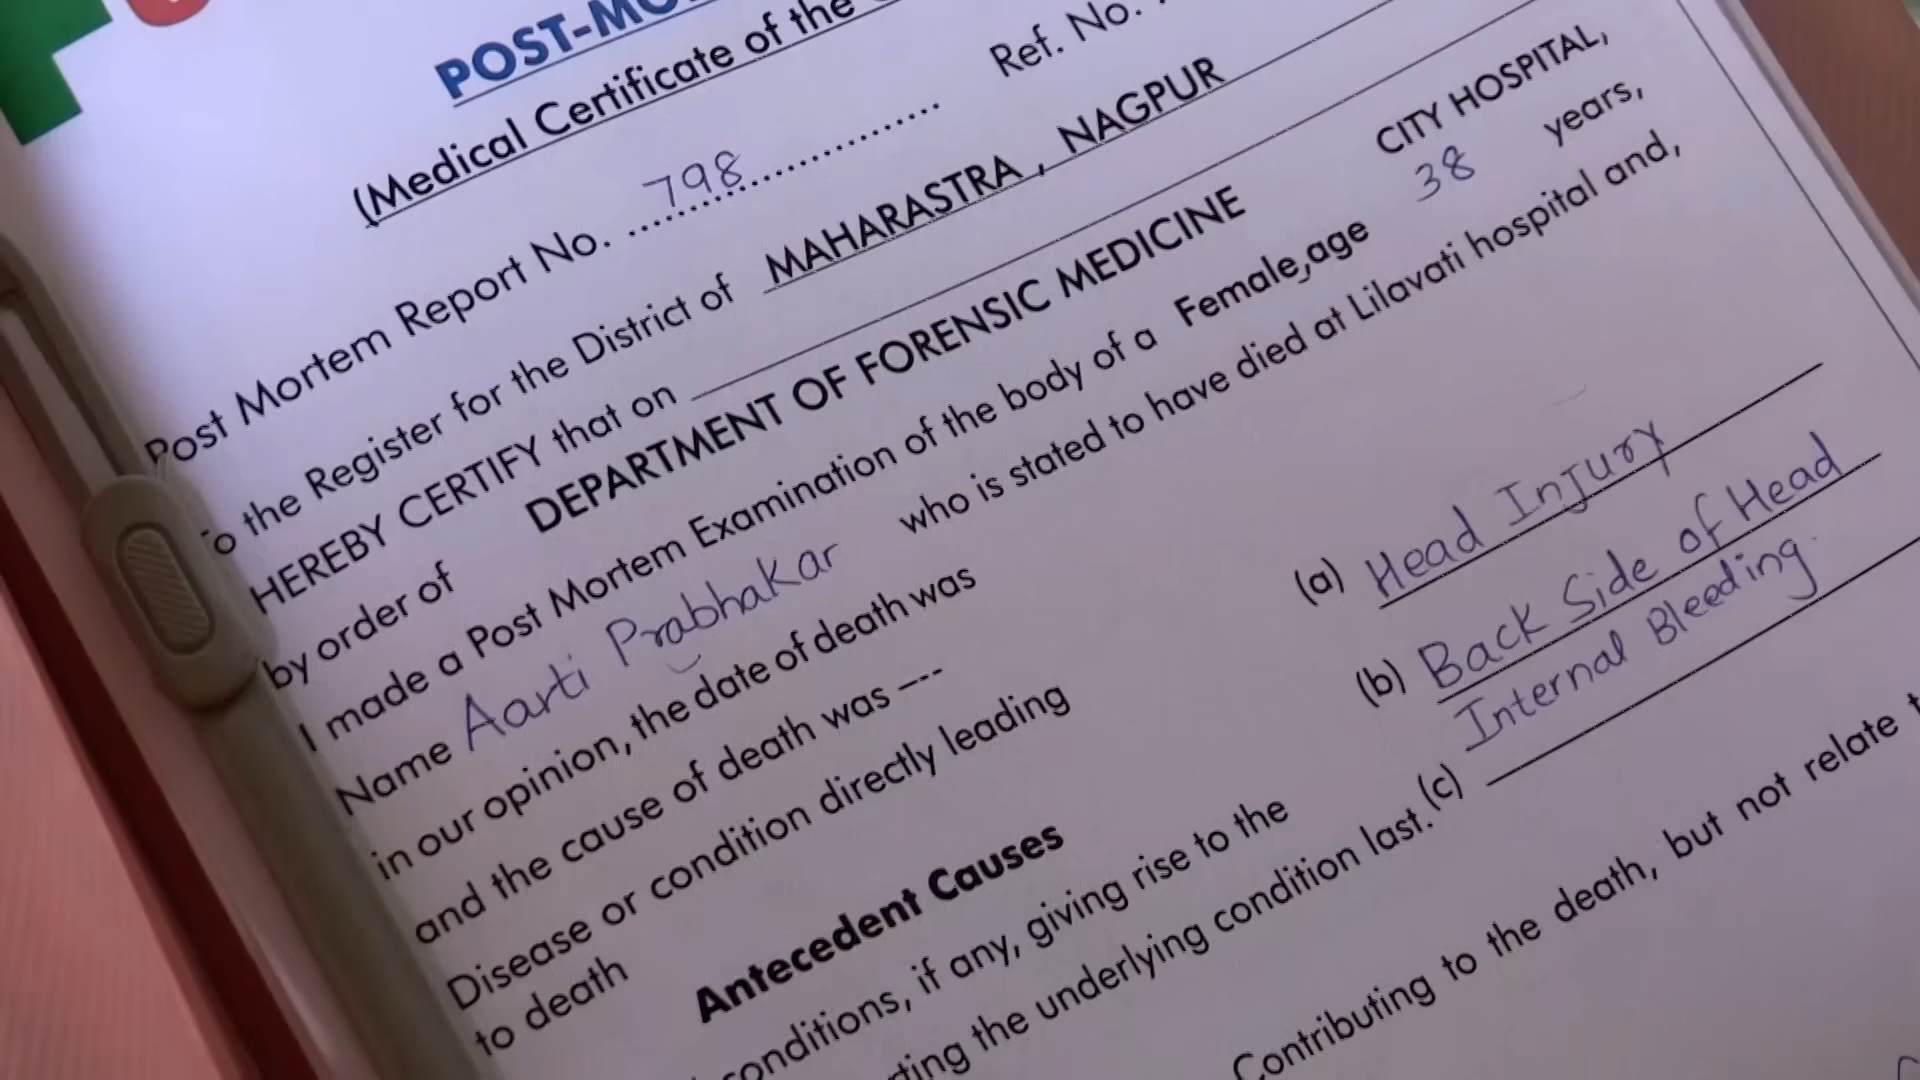 (Medical Certificate of the
Post Mortem Report No. ....798.................... Ref. No.
the Register for the District of MAHARASTRA , NAGPUR
HEREBY CERTIFY that on
by order of DEPARTMENT OF FORENSIC MEDICINE CITY HOSPITAL,
I made a Post Mortem Examination of the body of a Female,age 38 years,
Name Aarti Prabhakar who is stated to have died at Lilavati hospital and,
in our opinion, the date of death was
and the cause of death was ----
Disease or condition directly leading
to death
(a) Head Injury
(b) Back Side of Head
Internal Bleeding.
(c)
Antecedent Causes
conditions, if any, giving rise to the
the underlying condition last.
Contributing to the death, but not relate